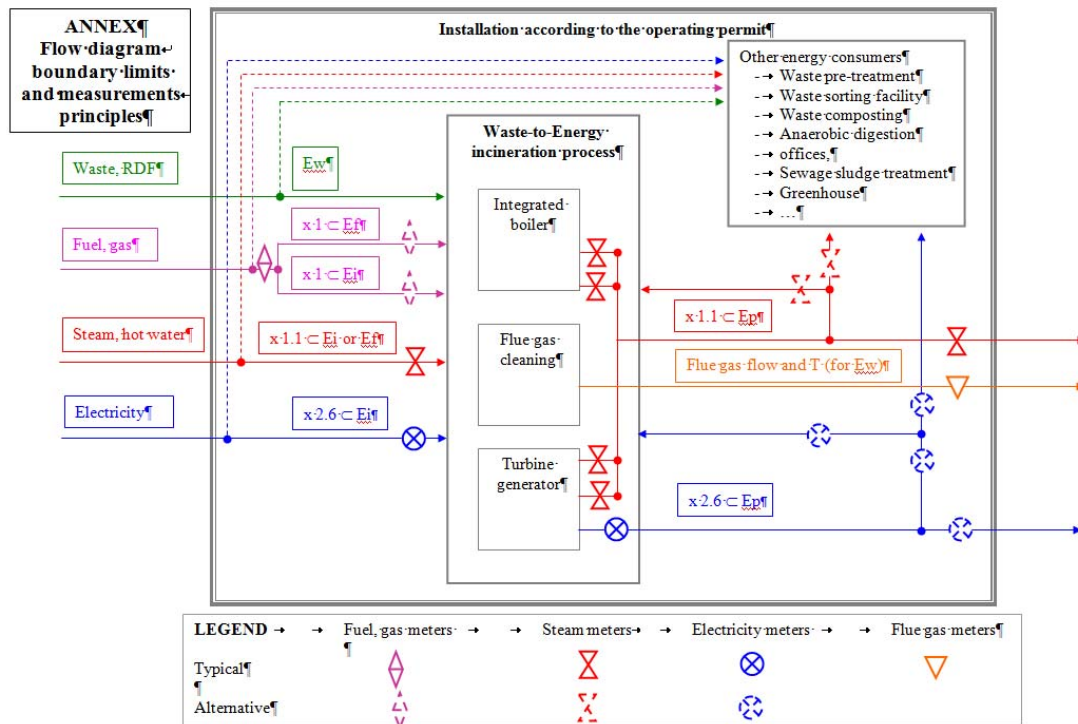 ANNEX¶
Flow·diagram↵
boundary·limits·
and·measurements↵
principles¶
Installation·according·to·the·operating·permit¶
Other·energy·consumers¶
→ Waste·pre-treatment¶
→ Waste·sorting·facility¶
→ Waste·composting¶
→ Anaerobic·digestion¶
→ offices,¶
→ Sewage·sludge·treatment¶
→ Greenhouse¶
→ …¶
Waste-to-Energy·
incineration·process¶
Waste,·RDF¶
Ew¶
Integrated·
boiler¶
x·1·⊂·Ef¶
Fuel,·gas¶
x·1·⊂·Ei¶
Steam,·hot·water¶
x·1.1·⊂·Ei·or·Ef¶
x·1.1·⊂·Ep¶
Flue·gas·
cleaning¶
Flue·gas·flow·and·T·(for·Ew)¶
Electricity¶
x·2.6·⊂·Ei¶
Turbine·
generator¶
x·2.6·⊂·Ep¶
LEGEND → → Fuel,·gas·meters· → → Steam·meters→ → Electricity·meters → → Flue·gas·meters¶
¶
Typical¶
¶
Alternative¶